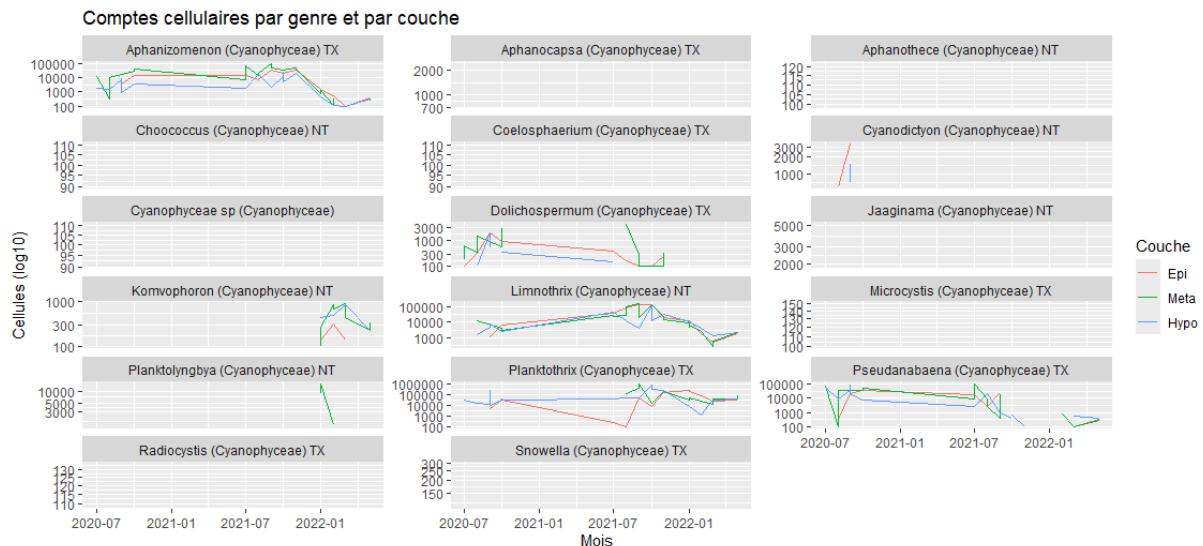 Comptes cellulaires par genre et par couche
Aphanizomenon (Cyanophyceae) TX
Aphanocapsa (Cyanophyceae) TX
Aphanothece (Cyanophyceae) NT
100000
10000
1000
100
2000
1000
700
120
115
110
105
100
Choococcus (Cyanophyceae) NT
Coelosphaerium (Cyanophyceae) TX
Cyanodictyon (Cyanophyceae) NT
110
105
100
95
90
110
105
100
95
90
3000
2000
1000
Cyanophyceae sp (Cyanophyceae)
Dolichospermum (Cyanophyceae) TX
Jaaginama (Cyanophyceae) NT
110
105
100
95
90
3000
1000
300
100
5000
3000
2000
Komvophoron (Cyanophyceae) NT
Limnothrix (Cyanophyceae) NT
Microcystis (Cyanophyceae) TX
1000
300
100
100000
10000
1000
150
140
130
120
110
100
Planktolyngbya (Cyanophyceae) NT
Planktothrix (Cyanophyceae) TX
Pseudanabaena (Cyanophyceae) TX
10000
5000
3000
1000000
100000
10000
1000
100
100000
10000
1000
100
Radiocystis (Cyanophyceae) TX
Snowella (Cyanophyceae) TX
130
125
120
115
110
300
250
200
150
2020-07 2021-01 2021-07 2022-01
2020-07 2021-01 2021-07 2022-01
2020-07 2021-01 2021-07 2022-01
Mois
Cellules (log10)
Couche
Epi
Meta
Hypo